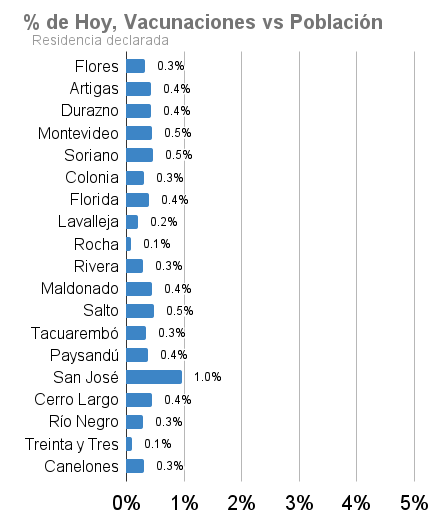 % de Hoy, Vacunaciones vs Población
Residencia declarada
Flores 0.3%
Artigas 0.4%
Durazno 0.4%
Montevideo 0.5%
Soriano 0.5%
Colonia 0.3%
Florida 0.4%
Lavalleja 0.2%
Rocha 0.1%
Rivera 0.3%
Maldonado 0.4%
Salto 0.5%
Tacuarembó 0.3%
Paysandú 0.4%
San José 1.0%
Cerro Largo 0.4%
Río Negro 0.3%
Treinta y Tres 0.1%
Canelones 0.3%
0% 1% 2% 3% 4% 5%